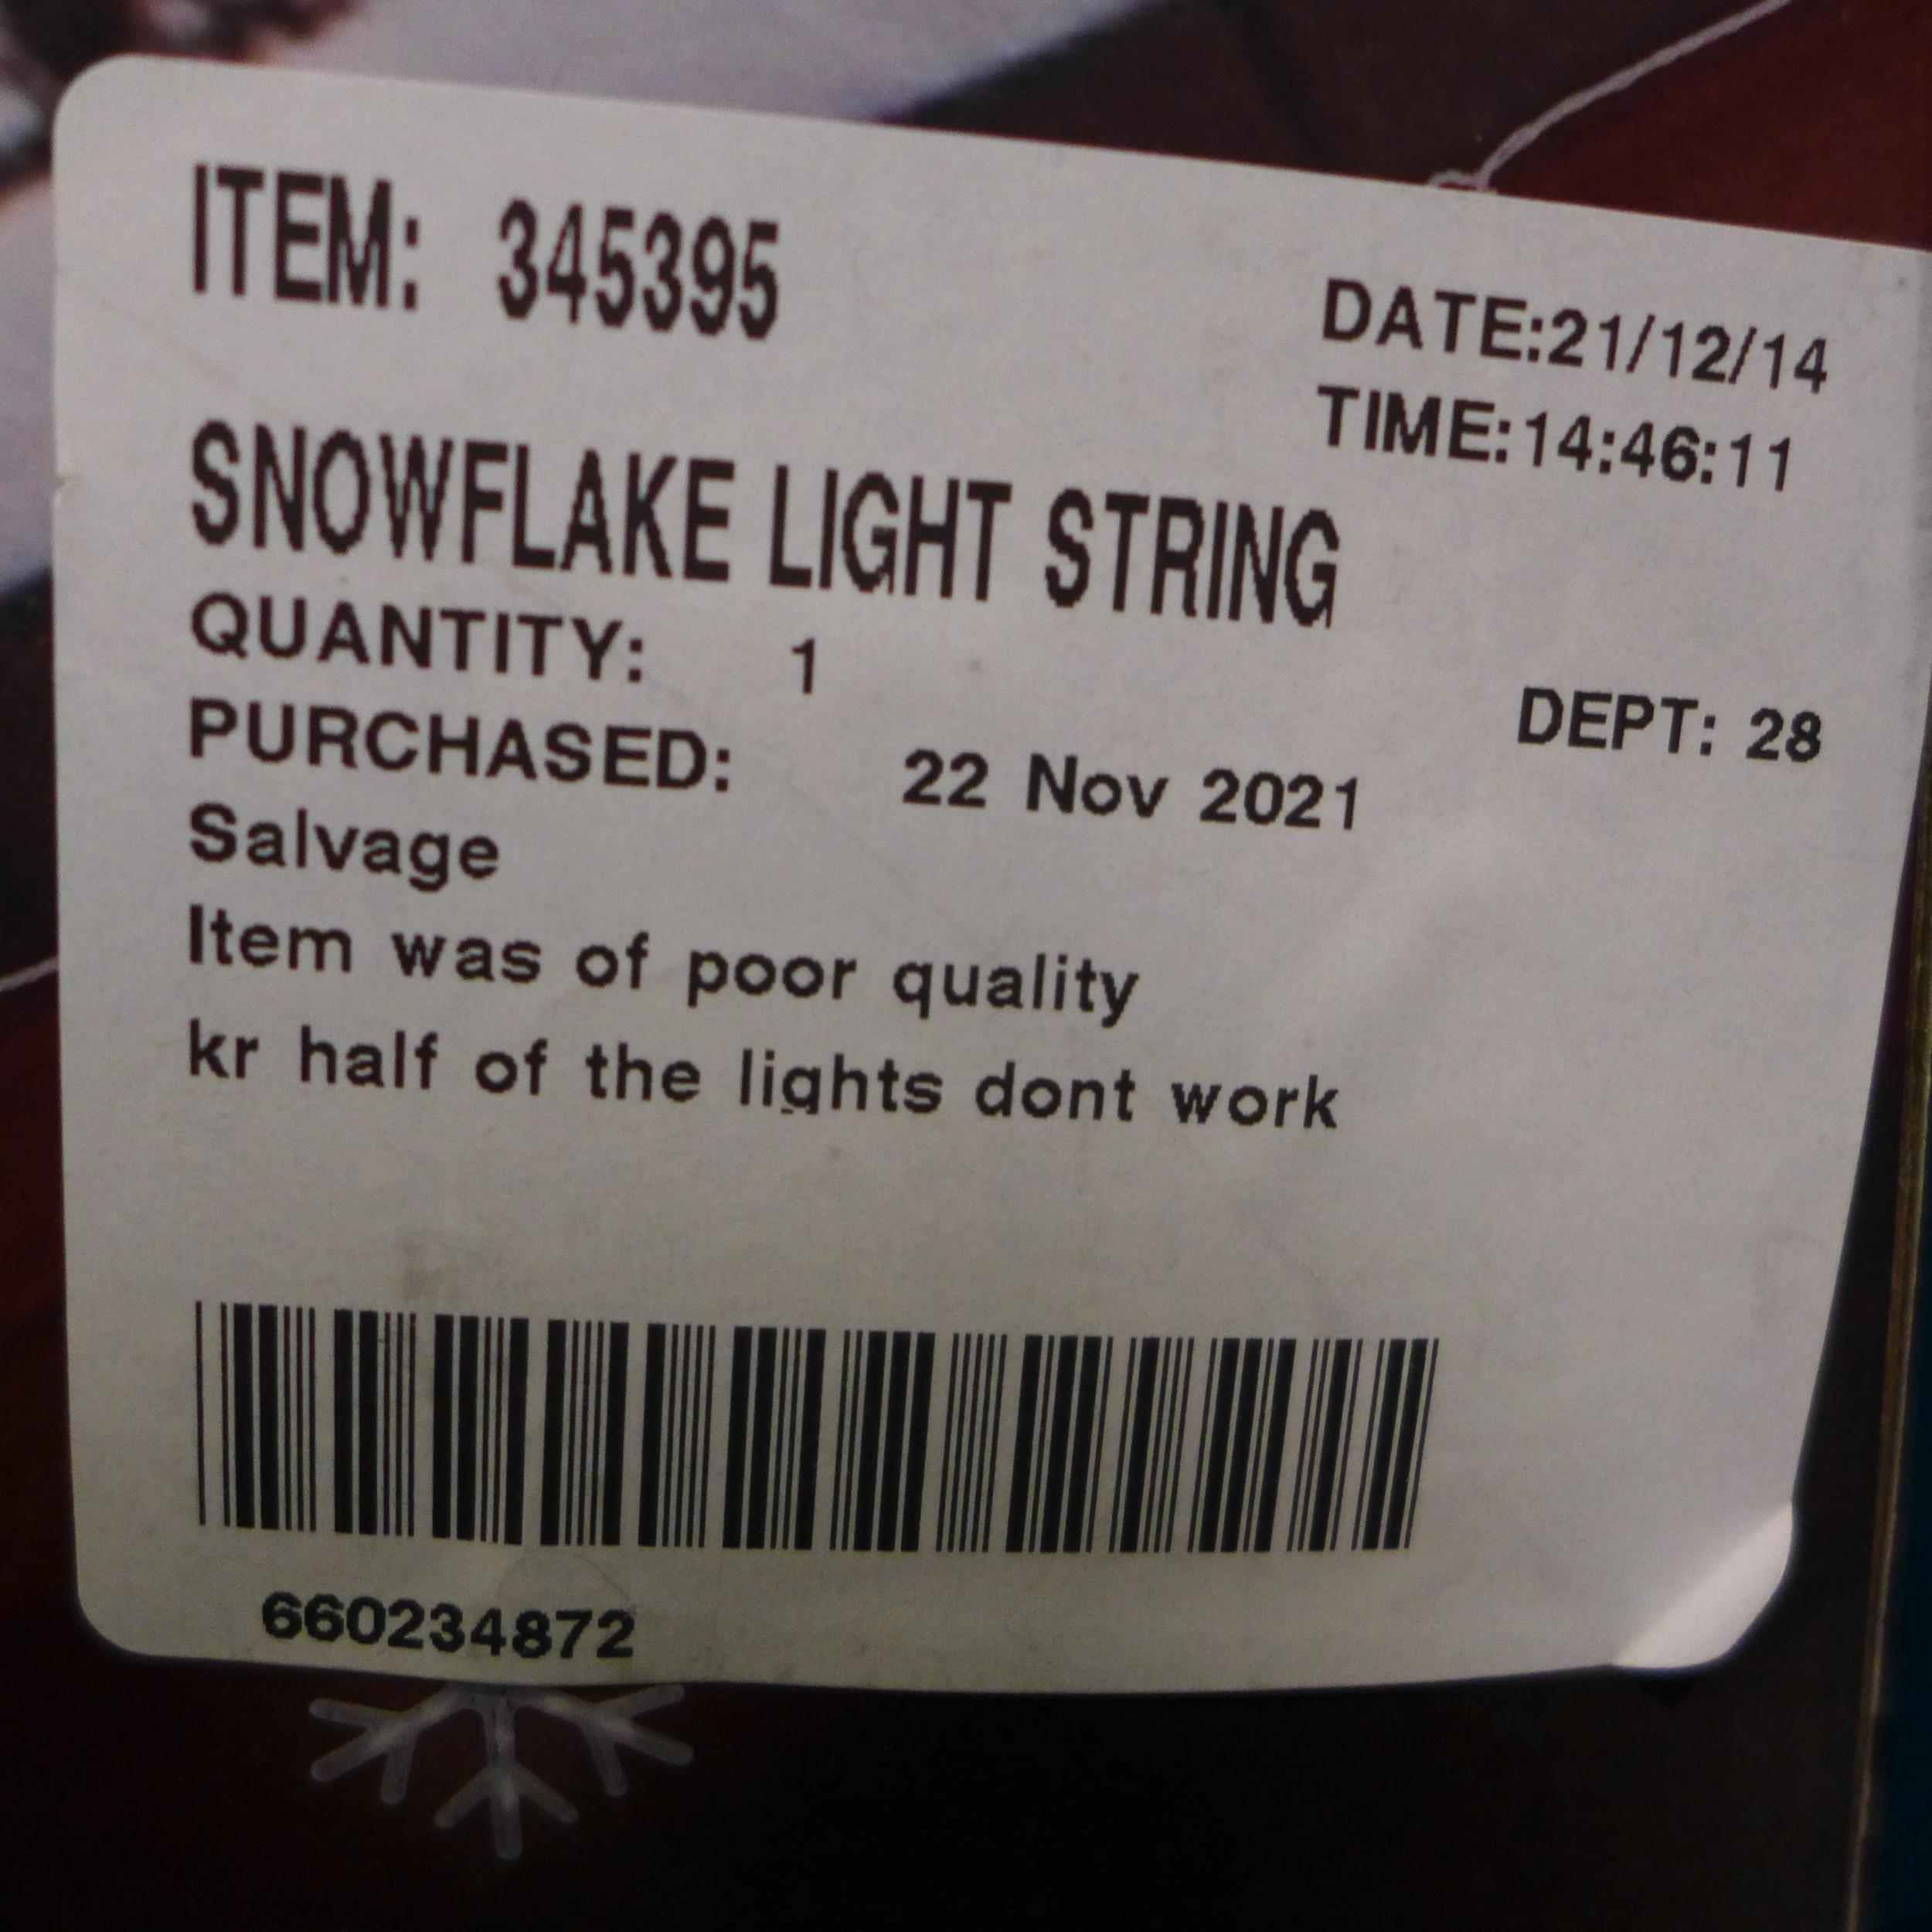 ITEM: 345395
DATE:21/12/14
TIME:14:46:11
SNOWFLAKE LIGHT STRING
QUANTITY: 1
DEPT: 28
PURCHASED: 22 Nov 2021
Salvage
Item was of poor quality
kr half of the lights dont work
660234872